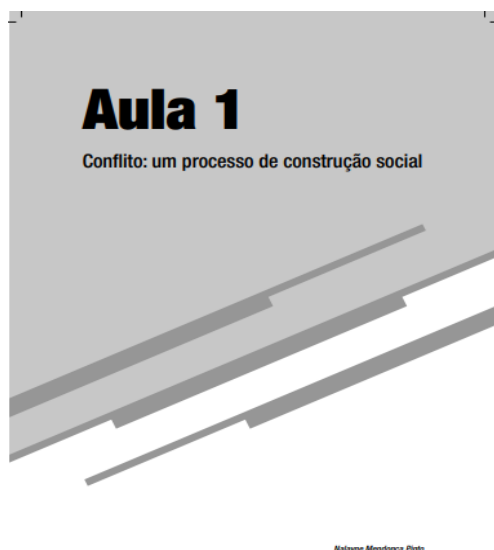 Aula 1
Conflito: um processo de construção social
Nalayne Mendonça Pinto